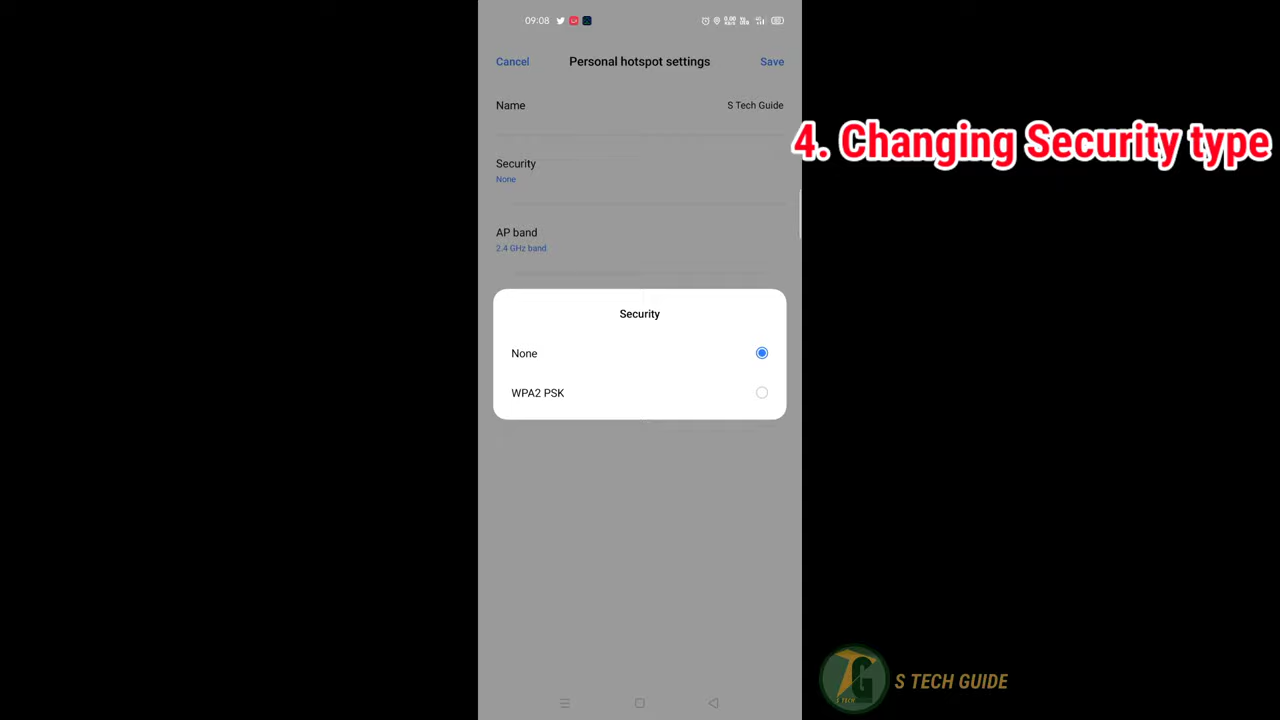 09:08
Cancel Personal hotspot settings Save
Name S Tech Guide
4. Changing Security type
Security
None
AP band
2.4 GHz band
Security
None
WPA2 PSK
S TECH GUIDE